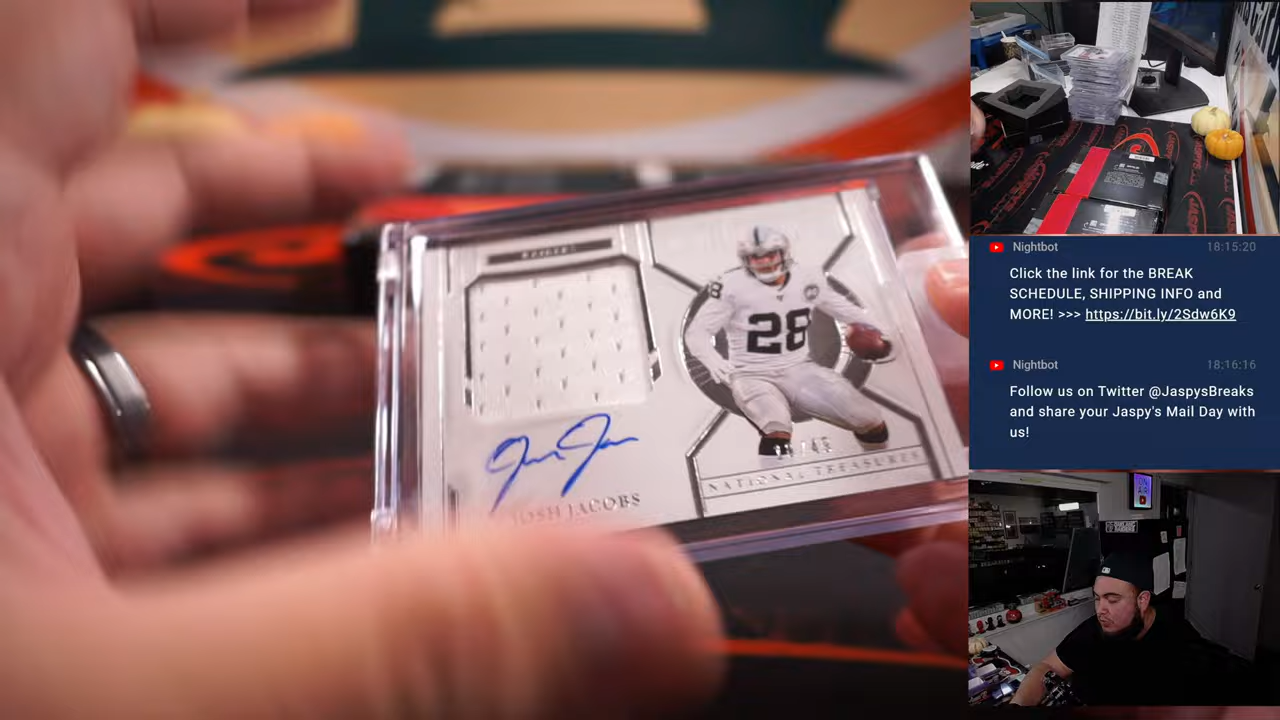 28
28
NATIONAL TREASURES
JOSH JACOBS
Nightbot
18:15:20
Click the link for the BREAK
SCHEDULE, SHIPPING INFO and
MORE! >>> https://bit.ly/2Sdw6K9
Nightbot
18:16:16
Follow us on Twitter @JaspysBreaks
and share your Jaspy's Mail Day with
us!